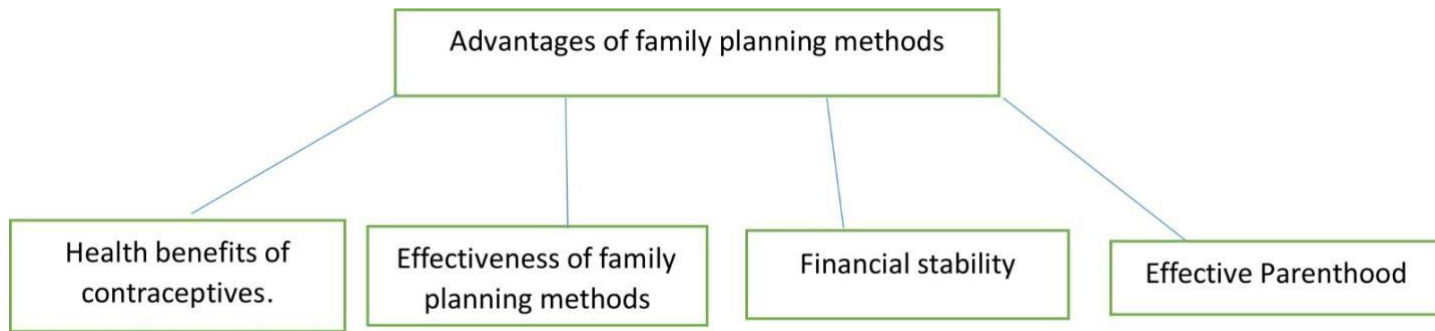 Advantages of family planning methods
Health benefits of
contraceptives.
Effectiveness of family
planning methods
Financial stability
Effective Parenthood